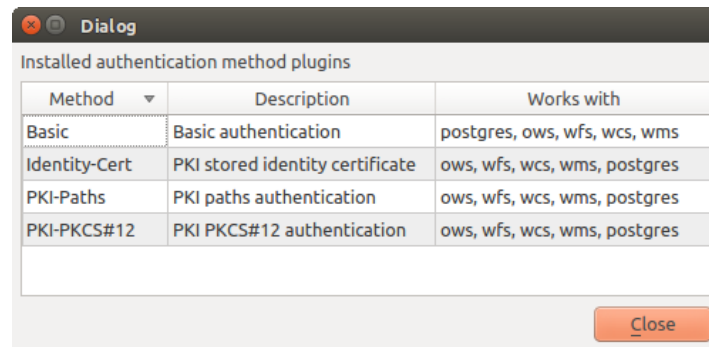 Dialog
Installed authentication method plugins
Method Description Works with
Basic Basic authentication postgres, ows, wfs, wcs, wms
Identity-Cert PKI stored identity certificate ows, wfs, wcs, wms, postgres
PKI-Paths PKI paths authentication ows, wfs, wcs, wms, postgres
PKI-PKCS#12 PKI PKCS#12 authentication ows, wfs, wcs, wms, postgres
Close